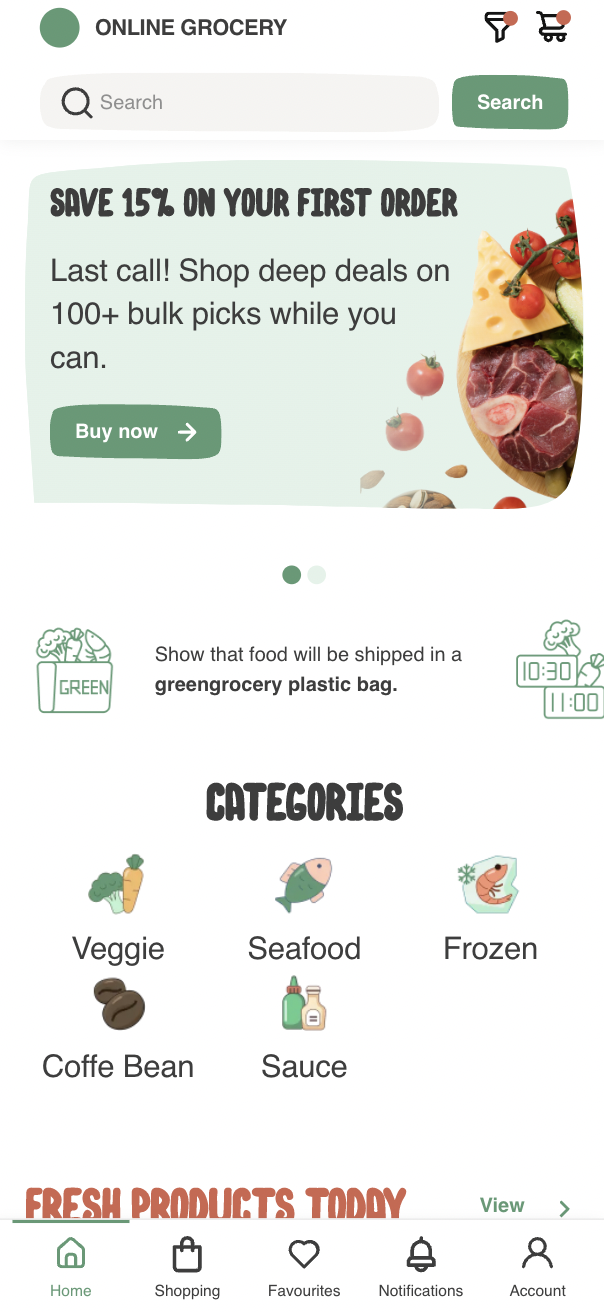 ONLINE GROCERY
Search
Search
SAVE 15% ON YOUR FIRST ORDER
Last call! Shop deep deals on
100+ bulk picks while you
can.
Buy now
GREEN
Show that food will be shipped in a
greengrocery plastic bag.
10:30
11:00
CATEGORIES
Veggie
Seafood
Frozen
Coffe Bean
Sauce
FRESH PRODUCTS TODAY
View
Home
Shopping
Favourites
Notifications
Account